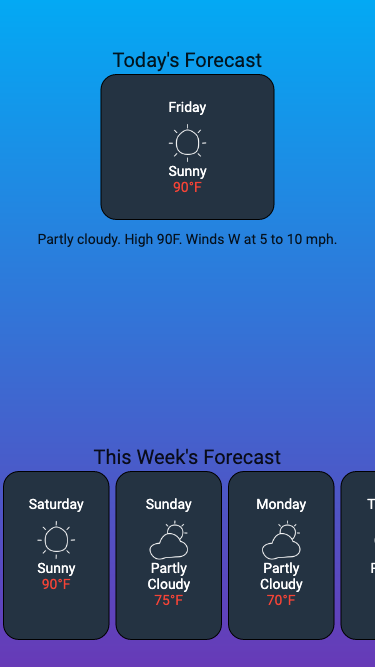 Today's Forecast
Friday
Sunny
90°F
Partly cloudy. High 90F. Winds W at 5 to 10 mph.
This Week's Forecast
Saturday
Sunny
90°F
Sunday
Partly
Cloudy
75°F
Monday
Partly
Cloudy
70°F